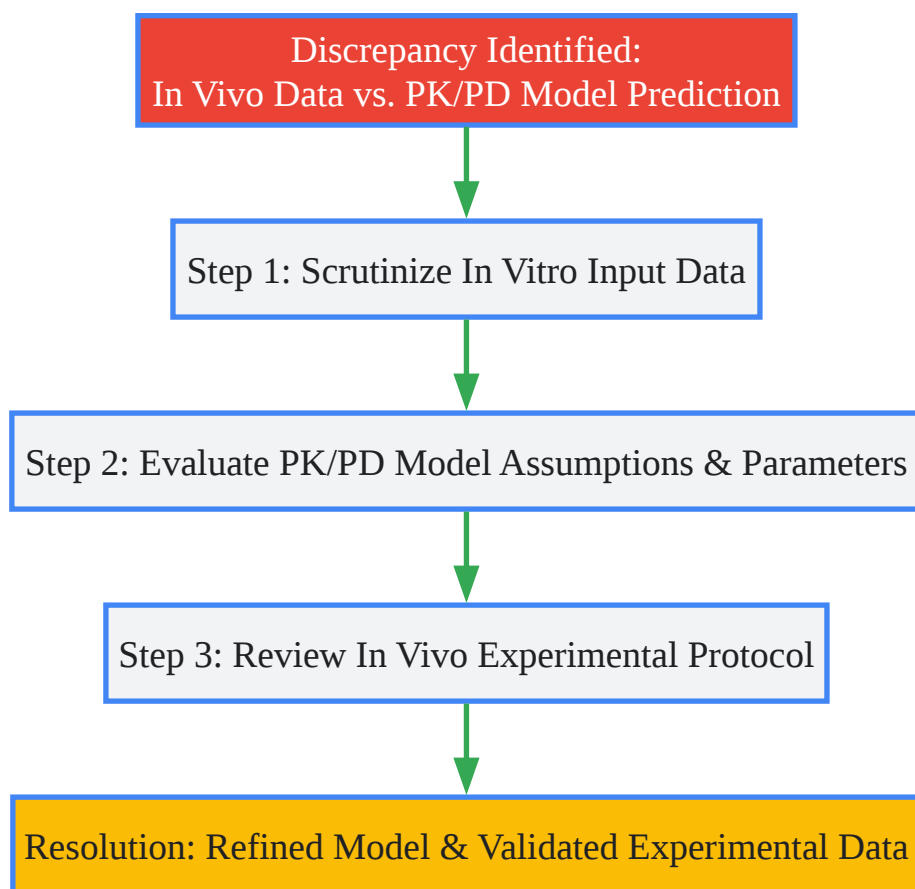 Discrepancy Identified:
In Vivo Data vs. PK/PD Model Prediction
Step 1: Scrutinize In Vitro Input Data
Step 2: Evaluate PK/PD Model Assumptions & Parameters
Step 3: Review In Vivo Experimental Protocol
Resolution: Refined Model & Validated Experimental Data